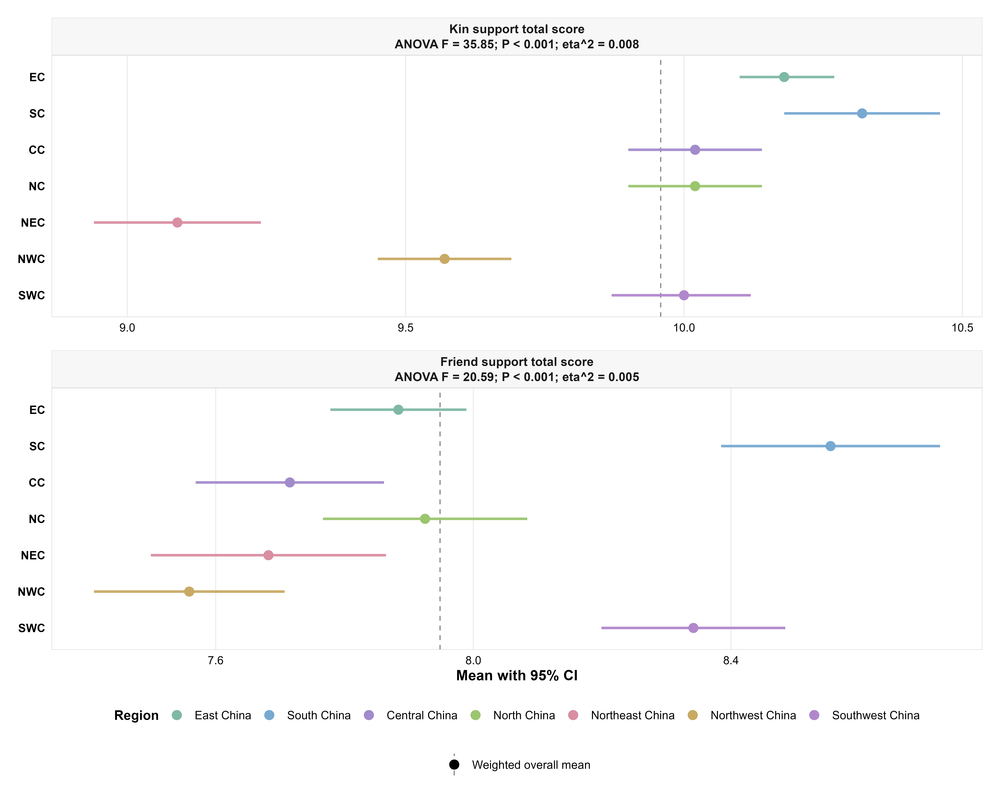 Kin support total score
ANOVA F = 35.85; P < 0.001; eta^2 = 0.008
EC
SC
CC
NC
NEC
NWC
SWC
9.0 9.5 10.0 10.5
Friend support total score
ANOVA F = 20.59; P < 0.001; eta^2 = 0.005
EC
SC
CC
NC
NEC
NWC
SWC
7.6 8.0 8.4
Mean with 95% CI
Region East China South China Central China North China Northeast China Northwest China Southwest China
Weighted overall mean